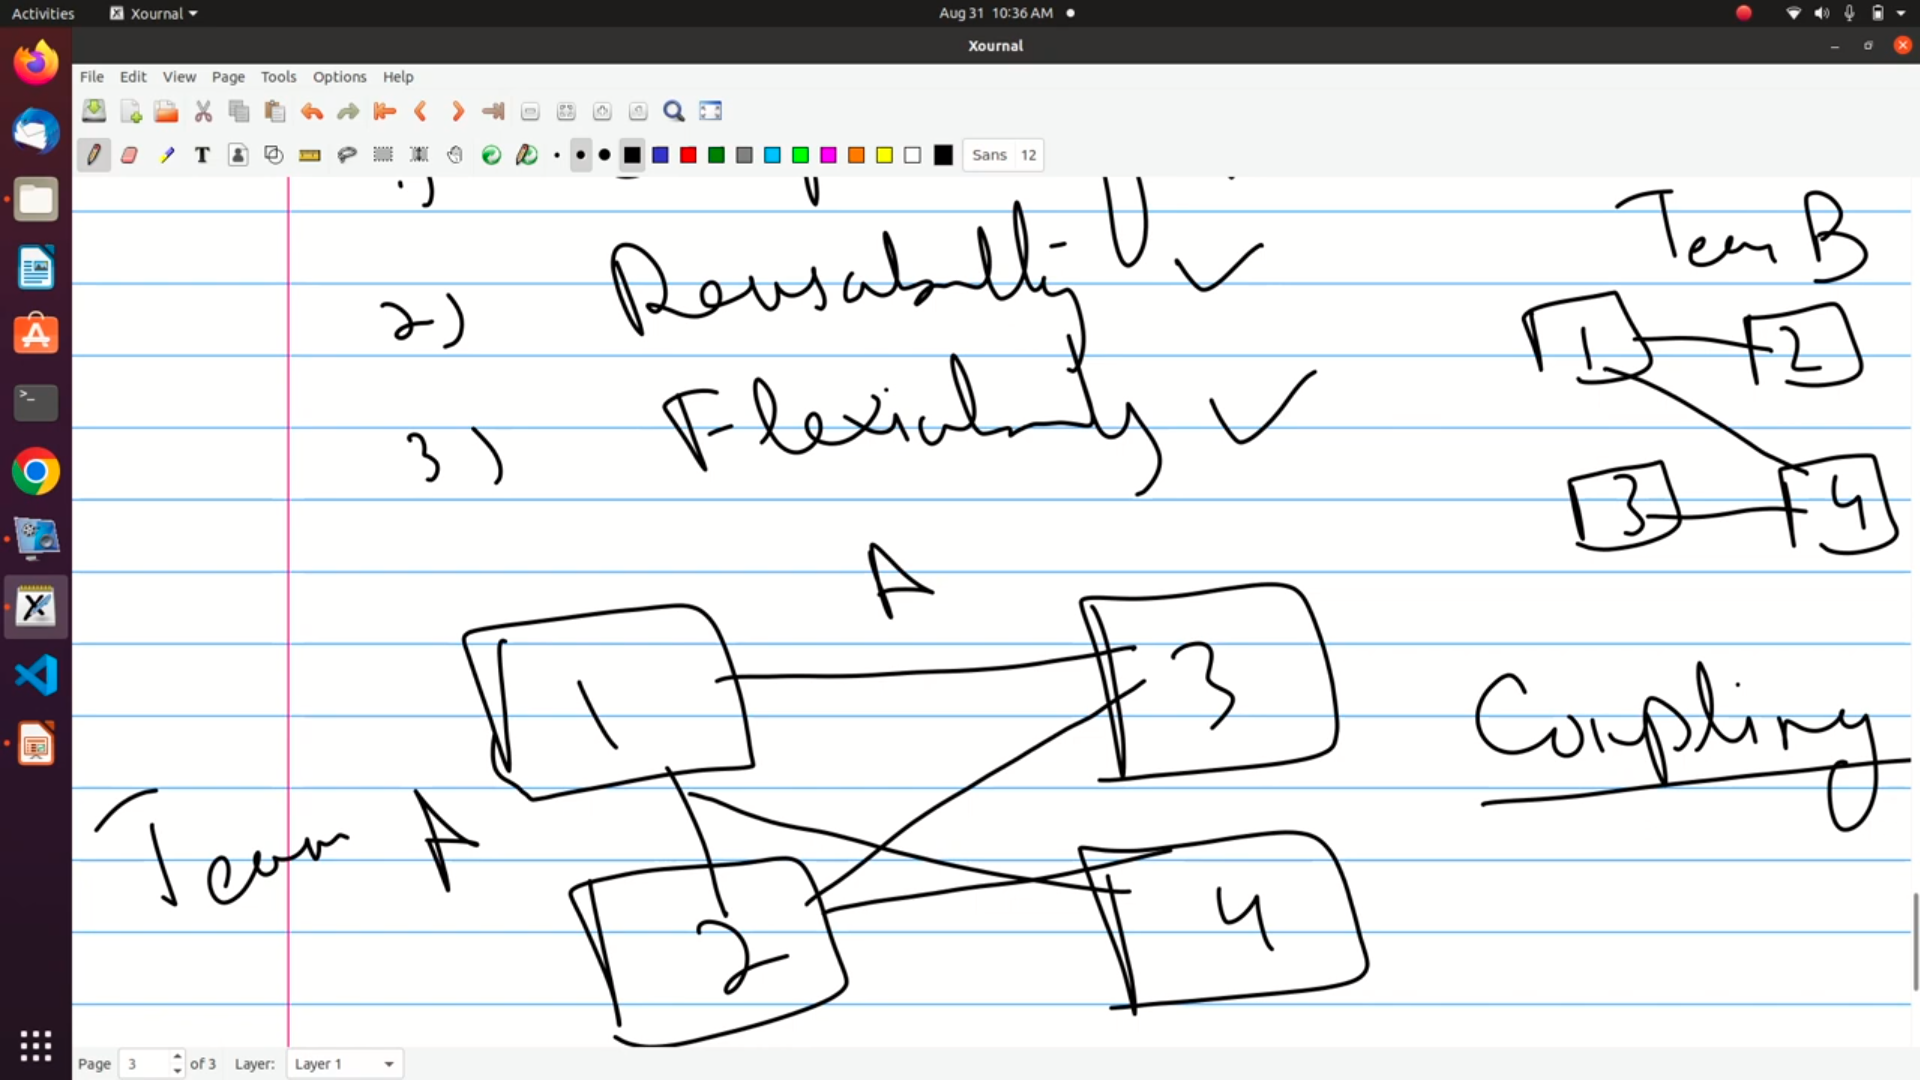 Activities Xournal Aug 31 10:36 AM
Xournal
File Edit View Page Tools Options Help
Sans 12
1)
Team B
2) Reusability
1 2
3) Flexibility
3 4
A
1 3
Coupling
Team A
2 4
Page 3 of 3 Layer: Layer 1